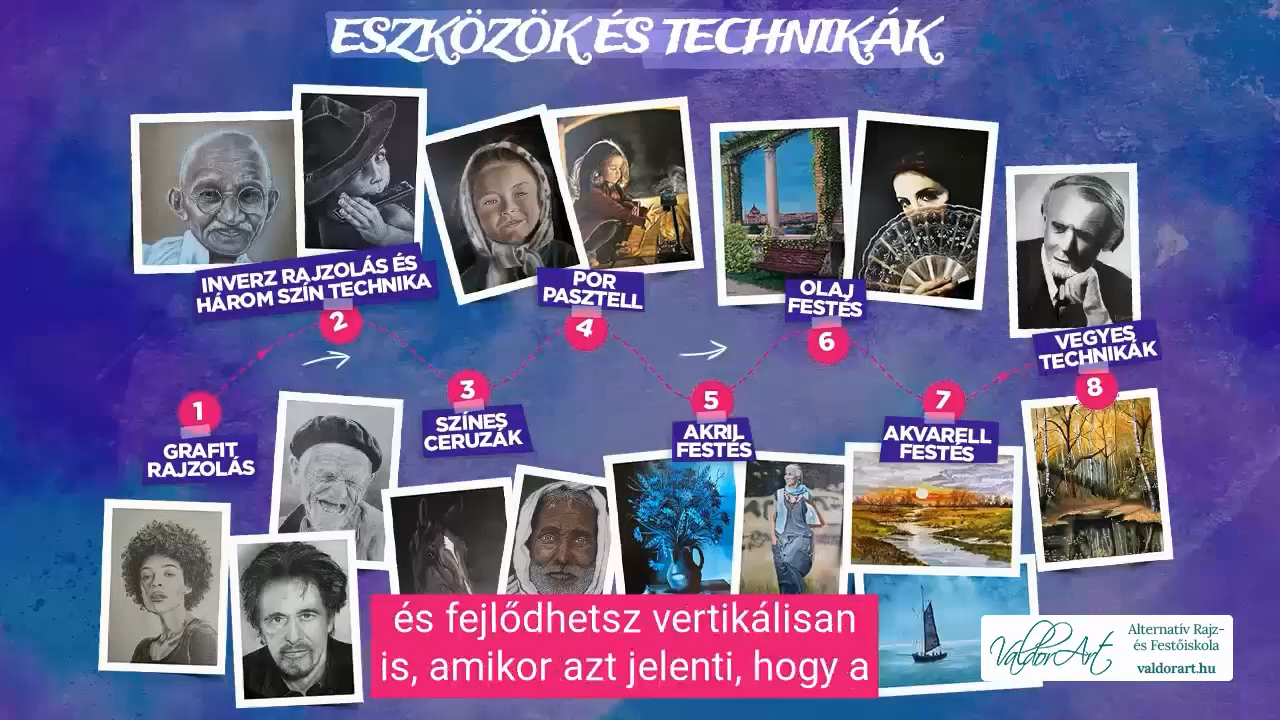 ESZKÖZÖK ÉS TECHNIKÁK
INVERZ RAJZOLÁS ÉS
HÁROM SZÍN TECHNIKA
2
POR
PASZTELL
4
OLAJ
FESTÉS
6
VEGYES
TECHNIKÁK
8
1
GRAFIT
RAJZOLÁS
3
SZÍNES
CERUZÁK
5
AKRIL
FESTÉS
7
AKVARELL
FESTÉS
és fejlődhetsz vertikálisan
is, amikor azt jelenti, hogy a
ValdorArt
Alternatív Rajz-
és Festőiskola
valdorart.hu